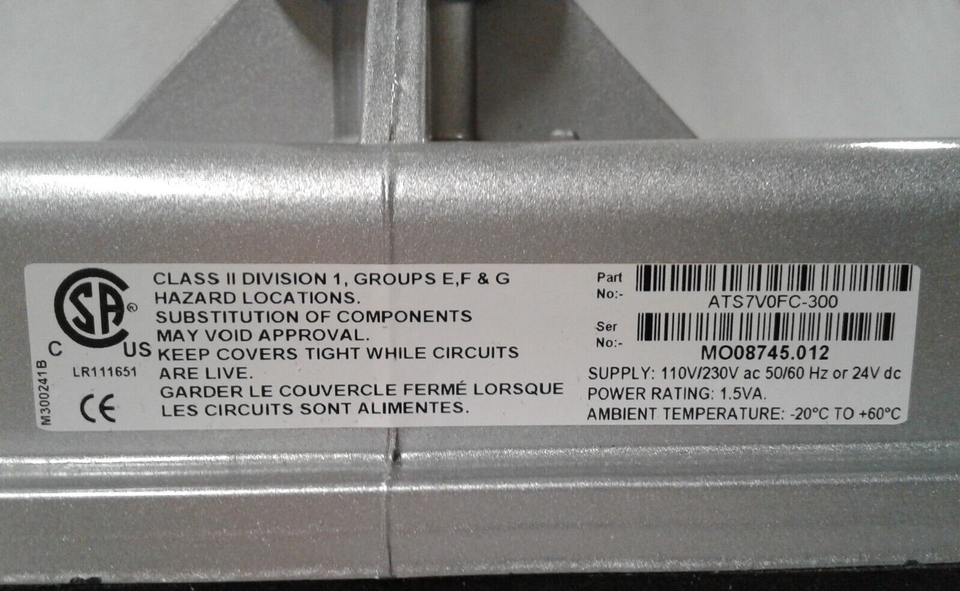 SA®
C US
LR111651
CE
M300241B
CLASS II DIVISION 1, GROUPS E,F & G
HAZARD LOCATIONS.
SUBSTITUTION OF COMPONENTS
MAY VOID APPROVAL.
KEEP COVERS TIGHT WHILE CIRCUITS
ARE LIVE.
GARDER LE COUVERCLE FERMÉ LORSQUE
LES CIRCUITS SONT ALIMENTES.
Part
No:-
ATS7V0FC-300
Ser
No:-
MO08745.012
SUPPLY: 110V/230V ac 50/60 Hz or 24V dc
POWER RATING: 1.5VA.
AMBIENT TEMPERATURE: -20°C TO +60°C